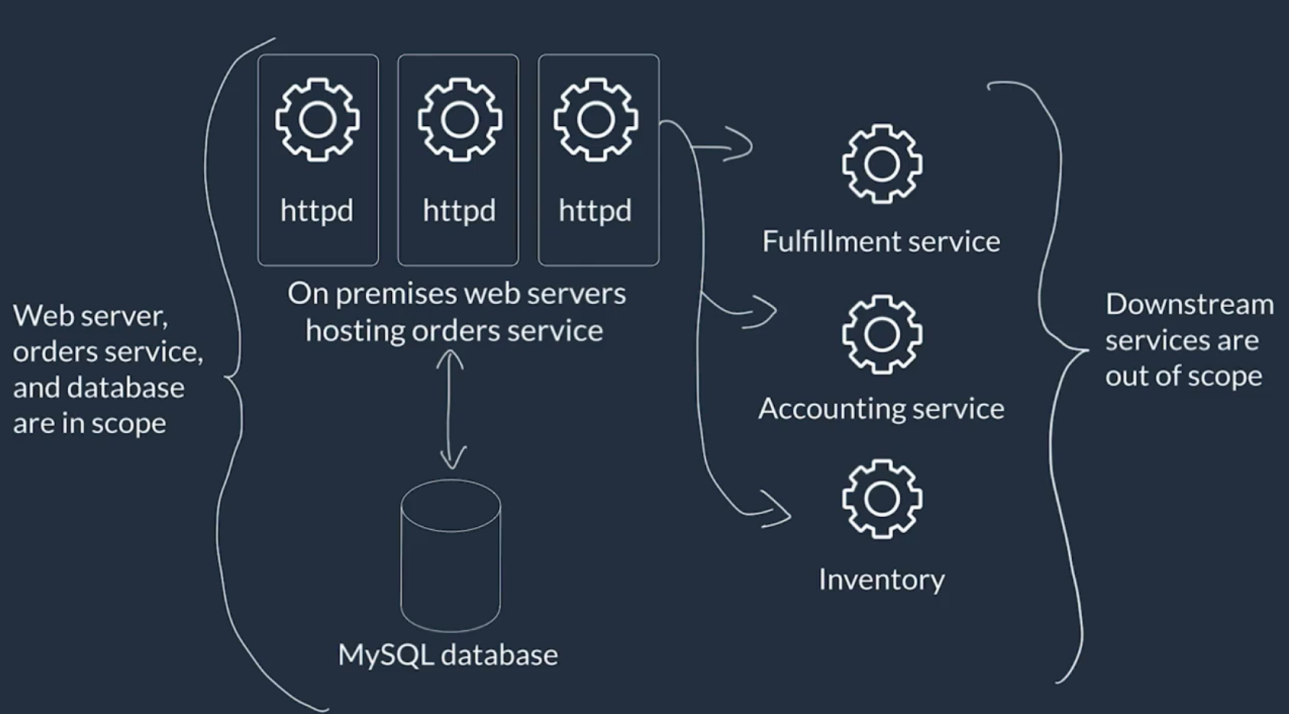 httpd
httpd
httpd
On premises web servers
hosting orders service
Web server,
orders service,
and database
are in scope
MySQL database
Fulfillment service
Accounting service
Inventory
Downstream
services are
out of scope